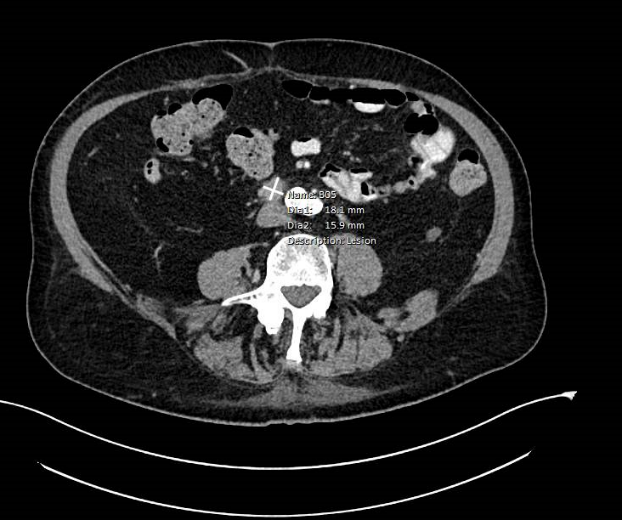 Name: B05
Dia1: 18.1 mm
Dia2: 15.9 mm
Description: Lesion